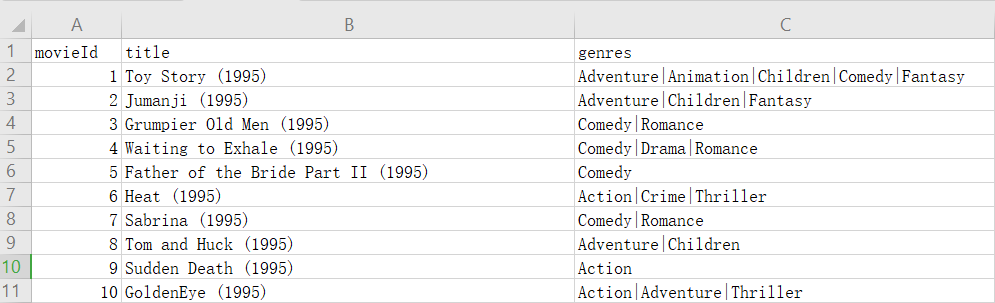 A B C
1 movieId title genres
2 1 Toy Story (1995) Adventure|Animation|Children|Comedy|Fantasy
3 2 Jumanji (1995) Adventure|Children|Fantasy
4 3 Grumpier Old Men (1995) Comedy|Romance
5 4 Waiting to Exhale (1995) Comedy|Drama|Romance
6 5 Father of the Bride Part II (1995) Comedy
7 6 Heat (1995) Action|Crime|Thriller
8 7 Sabrina (1995) Comedy|Romance
9 8 Tom and Huck (1995) Adventure|Children
10 9 Sudden Death (1995) Action
11 10 GoldenEye (1995) Action|Adventure|Thriller